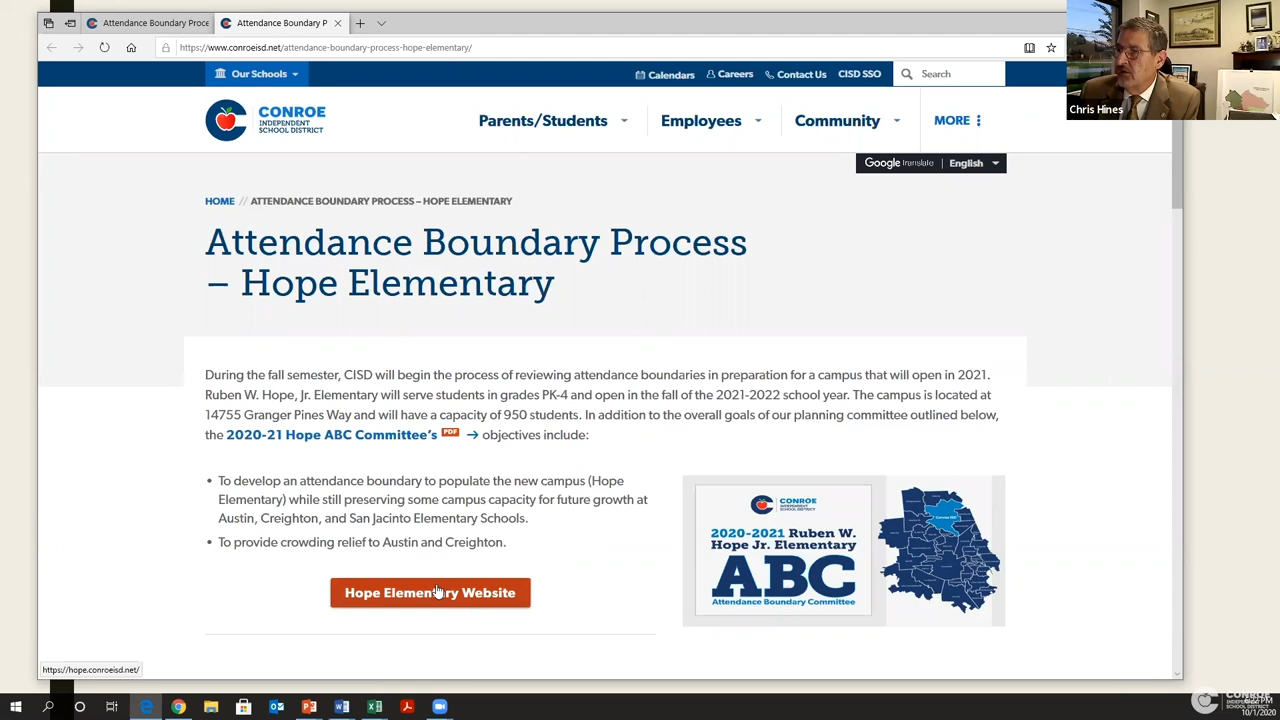 Attendance Boundary Proce
Attendance Boundary P
https://www.conroeisd.net/attendance-boundary-process-hope-elementary/
Our Schools
Calendars
Careers
Contact Us
CISD SSO
Search
Chris Hines
CONROE
INDEPENDENT
SCHOOL DISTRICT
Parents/Students
Employees
Community
MORE
Google Translate
English
HOME // ATTENDANCE BOUNDARY PROCESS – HOPE ELEMENTARY
Attendance Boundary Process
– Hope Elementary
During the fall semester, CISD will begin the process of reviewing attendance boundaries in preparation for a campus that will open in 2021.
Ruben W. Hope, Jr. Elementary will serve students in grades PK-4 and open in the fall of the 2021-2022 school year. The campus is located at
14755 Granger Pines Way and will have a capacity of 950 students. In addition to the overall goals of our planning committee outlined below,
the 2020-21 Hope ABC Committee's PDF → objectives include:
• To develop an attendance boundary to populate the new campus (Hope
Elementary) while still preserving some campus capacity for future growth at
Austin, Creighton, and San Jacinto Elementary Schools.
• To provide crowding relief to Austin and Creighton.
Hope Elementary Website
CONROE
INDEPENDENT
SCHOOL DISTRICT
2020-2021 Ruben W.
Hope Jr. Elementary
ABC
Attendance Boundary Committee
https://hope.conroeisd.net/
10/1/2020